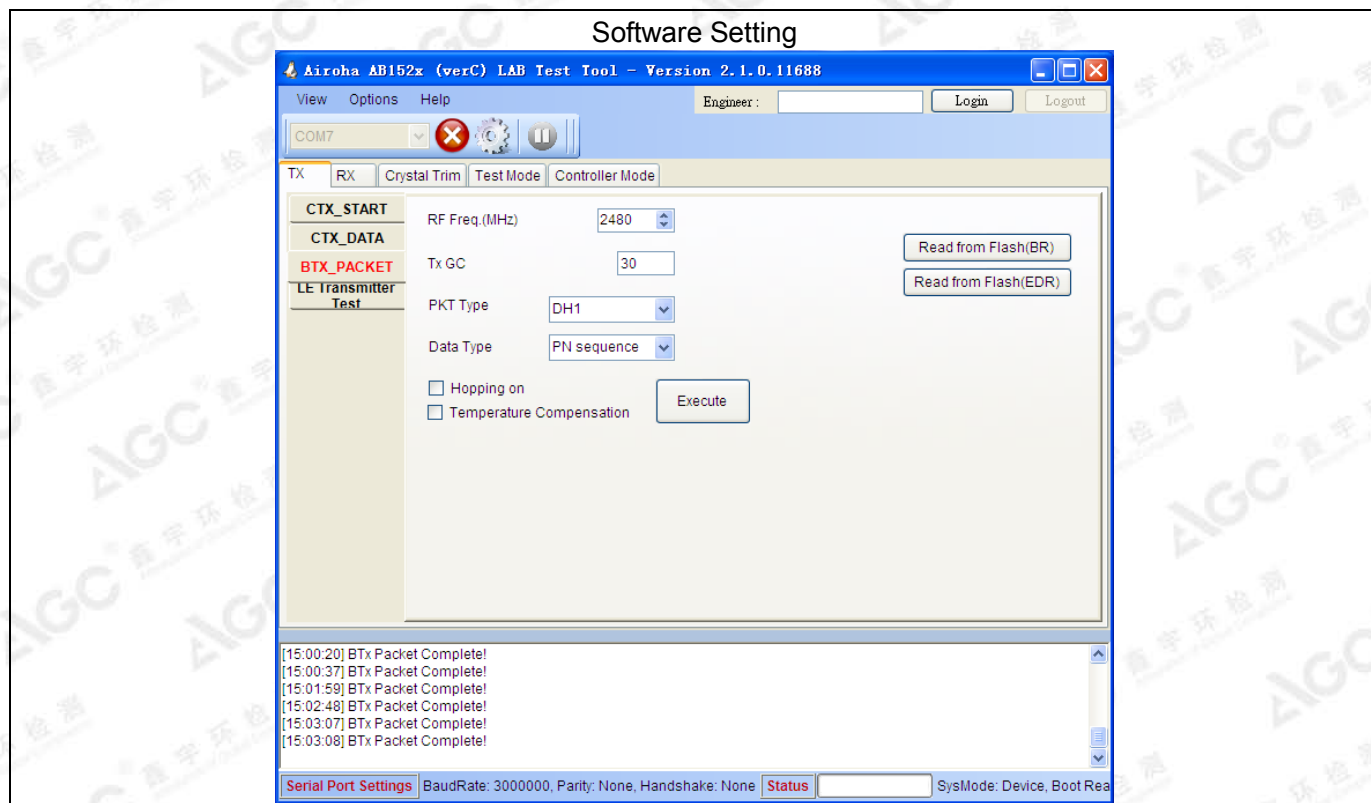 Software Setting
Airoha AB152x (verC) LAB Test Tool - Version 2.1.0.11688
View Options Help Engineer : Login Logout
COM7
TX RX Crystal Trim Test Mode Controller Mode
CTX_START
CTX_DATA
BTX_PACKET
LE Transmitter
Test
RF Freq.(MHz) 2480
Tx GC 30
PKT Type DH1
Data Type PN sequence
Hopping on
Temperature Compensation
Execute
Read from Flash(BR)
Read from Flash(EDR)
[15:00:20] BTx Packet Complete!
[15:00:37] BTx Packet Complete!
[15:01:59] BTx Packet Complete!
[15:02:48] BTx Packet Complete!
[15:03:07] BTx Packet Complete!
[15:03:08] BTx Packet Complete!
Serial Port Settings BaudRate: 3000000, Parity: None, Handshake: None Status SysMode: Device, Boot Rea
AGC